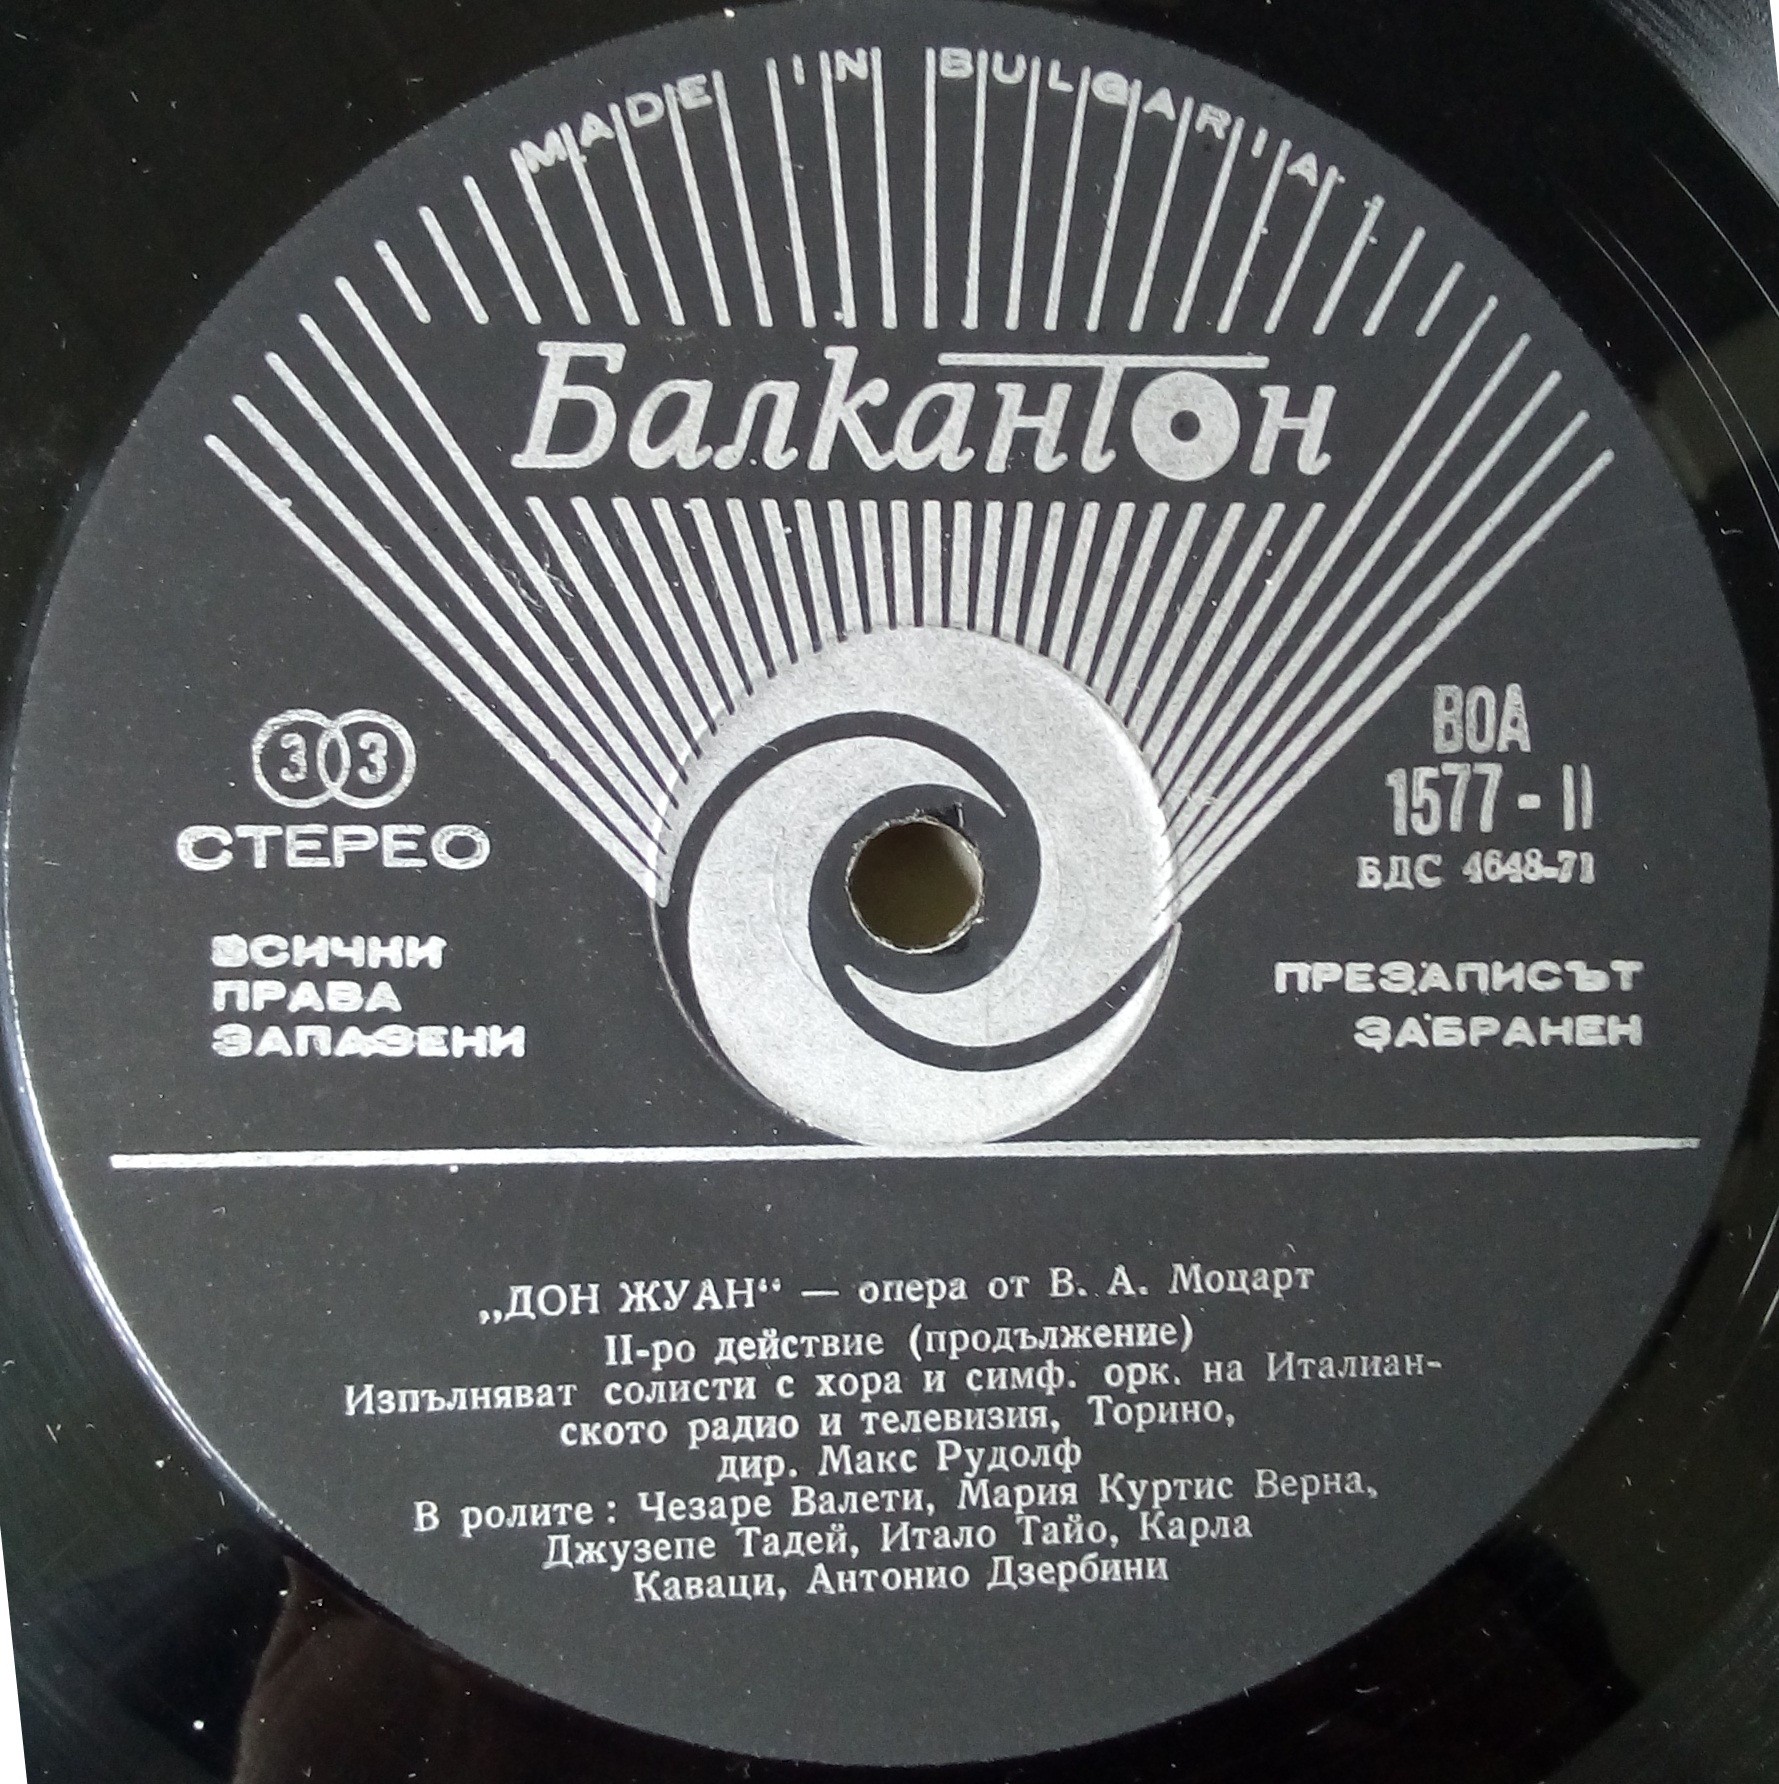 MADE IN BULGARIA
Балкантон
33
СТЕРЕО
ВСИЧКИ
ПРАВА
ЗАПАЗЕНИ
ВОА
1577 - II
БДС 4648-71
ПРЕЗАПИСЪТ
ЗАБРАНЕН
„ДОН ЖУАН“ — опера от В. А. Моцарт
II-ро действие (продължение)
Изпълняват солисти с хора и симф. орк. на Италиан-
ското радио и телевизия, Торино,
дир. Макс Рудолф
В ролите : Чезаре Валети, Мария Куртис Верна,
Джузепе Тадей, Итало Тайо, Карла
Каваци, Антонио Дзербини